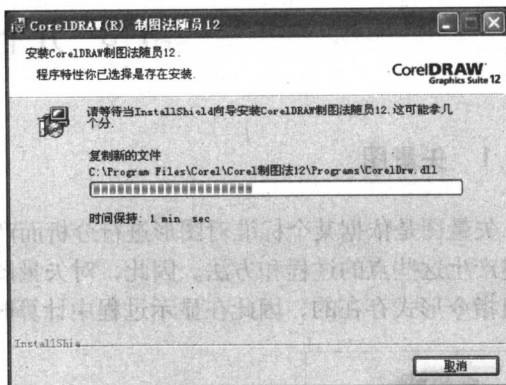 CorelDRAW(R) 制图法随员12
安装CorelDRAW制图法随员12.
程序特性你已选择是存在安装.
CorelDRAW
Graphics Suite 12
请等待当InstallShield向导安装CorelDRAW制图法随员12.这可能拿几
个分.
复制新的文件
C:\Program Files\Corel\Corel制图法12\Programs\CorelDrw.dll
时间保持: 1 min sec
InstallShie
取消